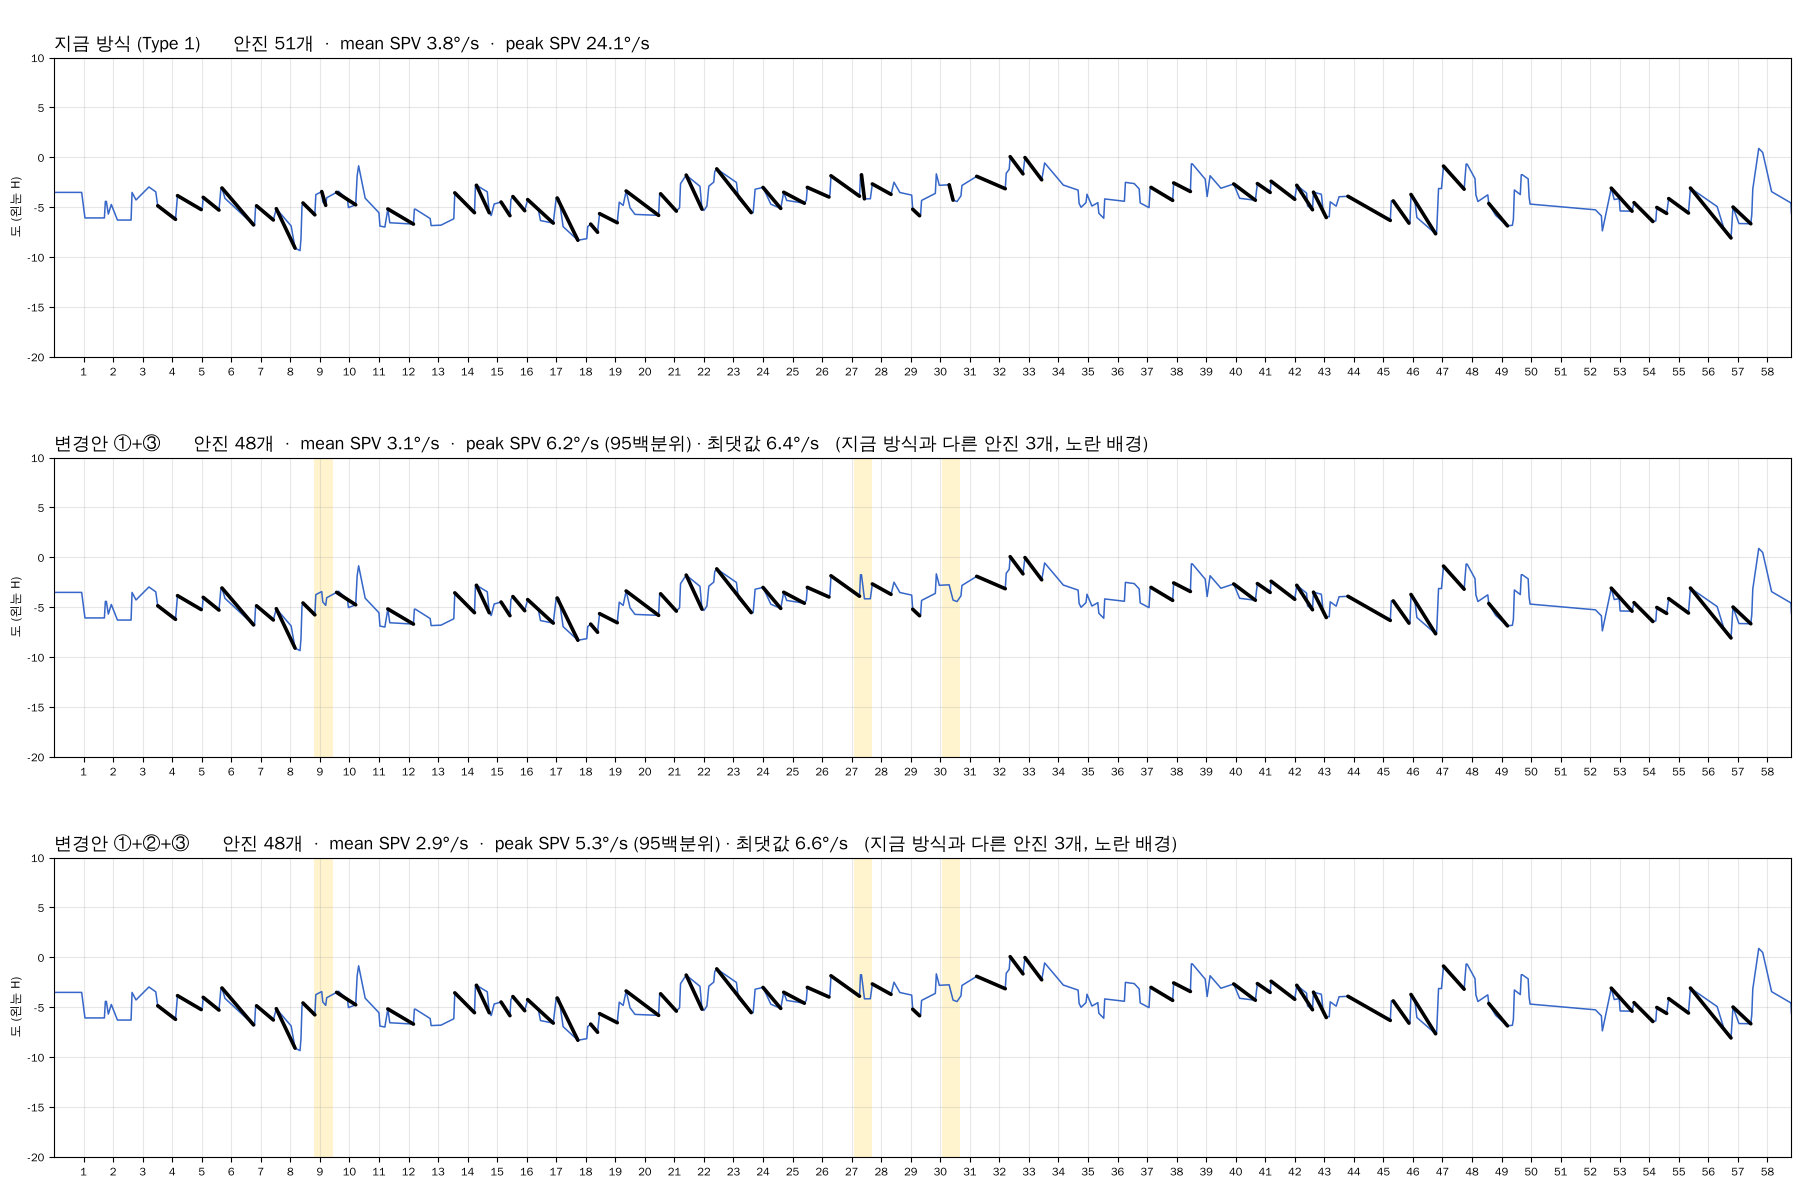 지금 방식 (Type 1)  안진 51개 · mean SPV 3.8°/s · peak SPV 24.1°/s
10
5
0
-5
-10
-15
-20
도 (왼눈 H)
1 2 3 4 5 6 7 8 9 10 11 12 13 14 15 16 17 18 19 20 21 22 23 24 25 26 27 28 29 30 31 32 33 34 35 36 37 38 39 40 41 42 43 44 45 46 47 48 49 50 51 52 53 54 55 56 57 58
변경안 ①+③  안진 48개 · mean SPV 3.1°/s · peak SPV 6.2°/s (95백분위) · 최댓값 6.4°/s (지금 방식과 다른 안진 3개, 노란 배경)
10
5
0
-5
-10
-15
-20
도 (왼눈 H)
1 2 3 4 5 6 7 8 9 10 11 12 13 14 15 16 17 18 19 20 21 22 23 24 25 26 27 28 29 30 31 32 33 34 35 36 37 38 39 40 41 42 43 44 45 46 47 48 49 50 51 52 53 54 55 56 57 58
변경안 ①+②+③  안진 48개 · mean SPV 2.9°/s · peak SPV 5.3°/s (95백분위) · 최댓값 6.6°/s (지금 방식과 다른 안진 3개, 노란 배경)
10
5
0
-5
-10
-15
-20
도 (왼눈 H)
1 2 3 4 5 6 7 8 9 10 11 12 13 14 15 16 17 18 19 20 21 22 23 24 25 26 27 28 29 30 31 32 33 34 35 36 37 38 39 40 41 42 43 44 45 46 47 48 49 50 51 52 53 54 55 56 57 58